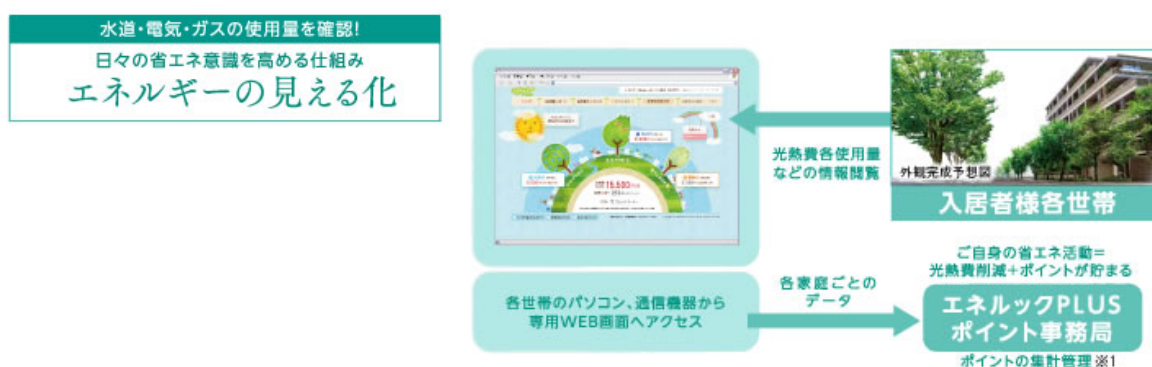 水道・電気・ガスの使用量を確認!
日々の省エネ意識を高める仕組み
エネルギーの見える化
15,500
光熱費各使用量
などの情報閲覧
外観完成予想図
入居者様各世帯
各世帯のパソコン、通信機器から
専用WEB画面へアクセス
各家庭ごとの
データ
ご自身の省エネ活動=
光熱費削減+ポイントが貯まる
エネルックPLUS
ポイント事務局
ポイントの集計管理※1